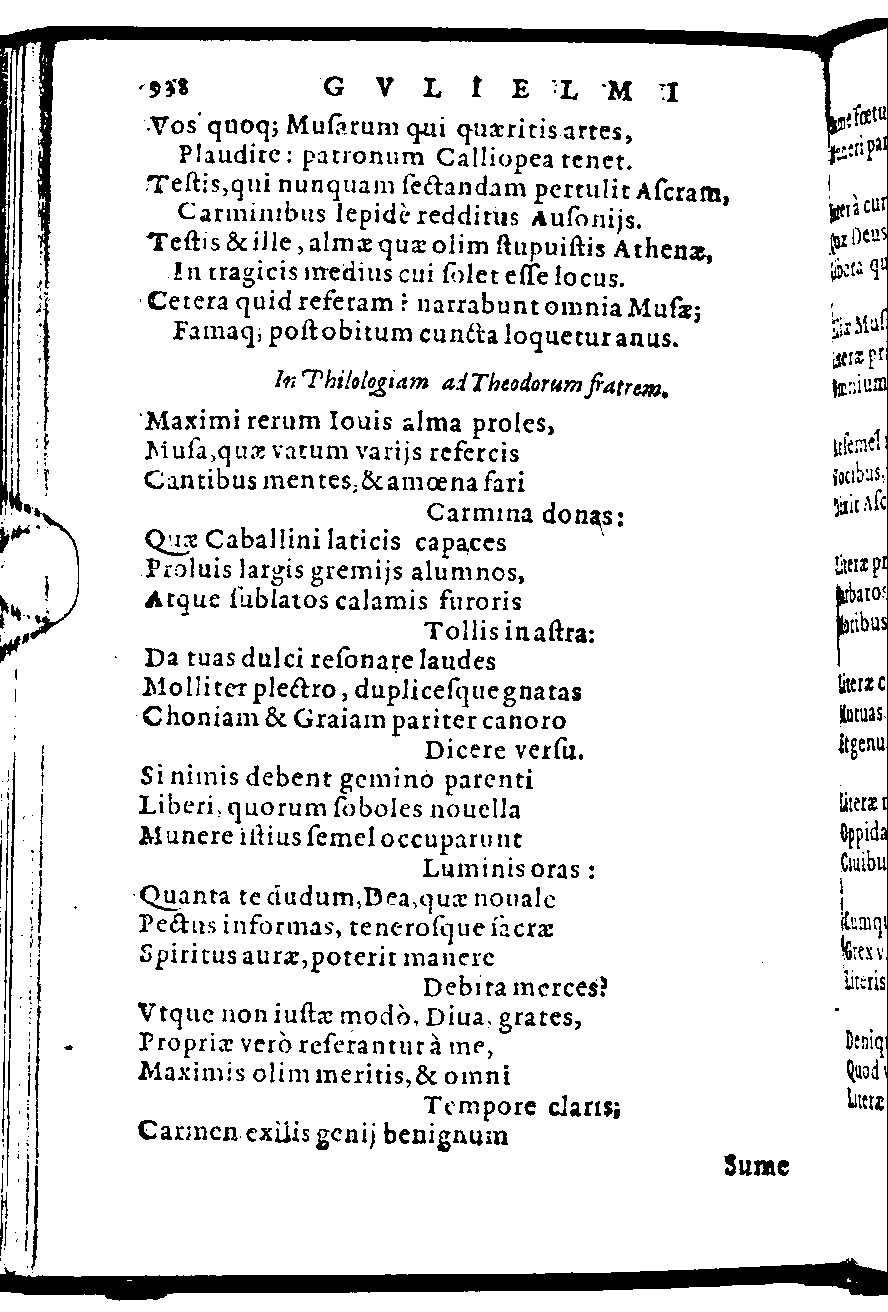 938 GVLIELMI
Vos quoq; Muſarum qui quæritis artes,
Plaudite: patronum Calliopea tenet.
Teſtis, qui nunquam ſectandam pertulit Aſcram,
Carminibus lepidè redditus Auſonijs.
Teſtis & ille, almæ quæ olim ſtupuiſtis Athenæ,
In tragicis medius cui ſolet eſſe locus.
Cetera quid referam? narrabunt omnia Muſæ;
Famaq; poſt obitum cuncta loquetur anus.
In Philologiam ad Theodorum fratrem.
Maximi rerum Iouis alma proles,
Muſa, quæ vatum varijs refercis
Cantibus mentes, & amœna fari
Carmina donas:
Quæ Caballini laticis capaces
Proluis largis gremijs alumnos,
Atque ſublatos calamis furoris
Tollis in aſtra:
Da tuas dulci reſonare laudes
Molliter plectro, dupliceſque gnatas
Choniam & Graiam pariter canoro
Dicere verſu.
Si nimis debent gemino parenti
Liberi, quorum ſoboles nouella
Munere iſtius ſemel occuparunt
Luminis oras:
Quanta te dudum, Dea, quæ nouale
Pectus informas, teneroſque ſacræ
Spiritus auræ, poterit manere
Debita merces?
Vtque non iuſtæ modò, Diua, grates,
Propriæ verò referantur à me,
Maximis olim meritis, & omni
Tempore claris;
Carmen exilis genij benignum
Sume